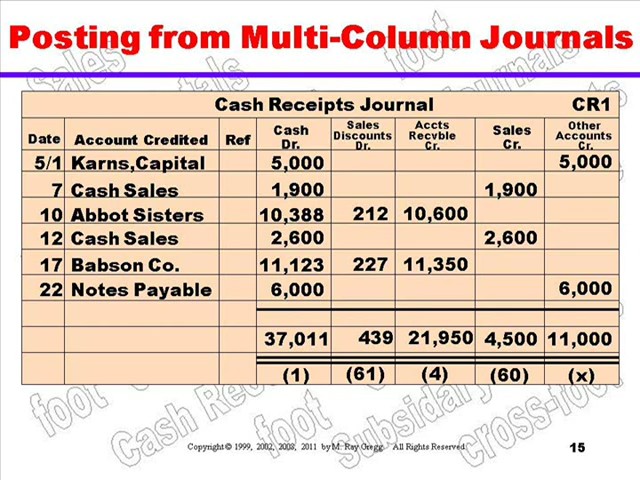 Posting from Multi-Column Journals
Cash Receipts Journal CR1
Date Account Credited Ref Cash Dr. Sales Discounts Dr. Accts Recvble Cr. Sales Cr. Other Accounts Cr.
5/1 Karns,Capital 5,000 5,000
7 Cash Sales 1,900 1,900
10 Abbot Sisters 10,388 212 10,600
12 Cash Sales 2,600 2,600
17 Babson Co. 11,123 227 11,350
22 Notes Payable 6,000 6,000
37,011 439 21,950 4,500 11,000
(1) (61) (4) (60) (x)
foot
foot
foot
Sales
Journals
Cash Re
Subsidiary
cross-foot
Copyright© 1999, 2002, 2008, 2011 by M. Ray Gregg. All Rights Reserved.
15